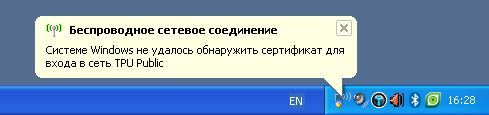 Беспроводное сетевое соединение
Системе Windows не удалось обнаружить сертификат для
входа в сеть TPU Public
EN
16:28